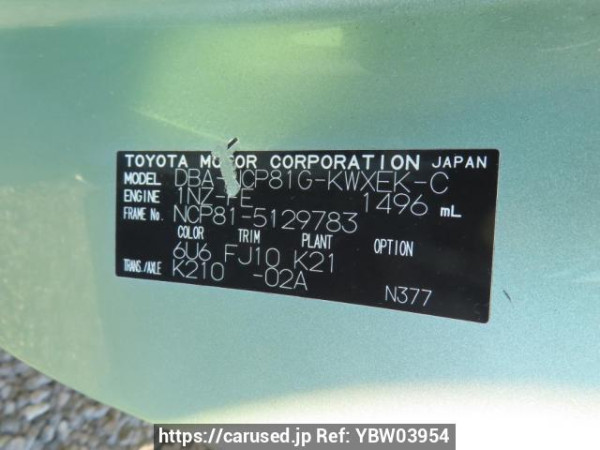 TOYOTA MOTOR CORPORATION JAPAN
MODEL DBA-NCP81G-KWXEK-C
ENGINE 1NZ-FE 1496 mL
FRAME No. NCP81-5129783
COLOR TRIM PLANT OPTION
6U6 FJ10 K21
TRANS./AXLE K210 -02A
N377
https://carused.jp Ref: YBW03954